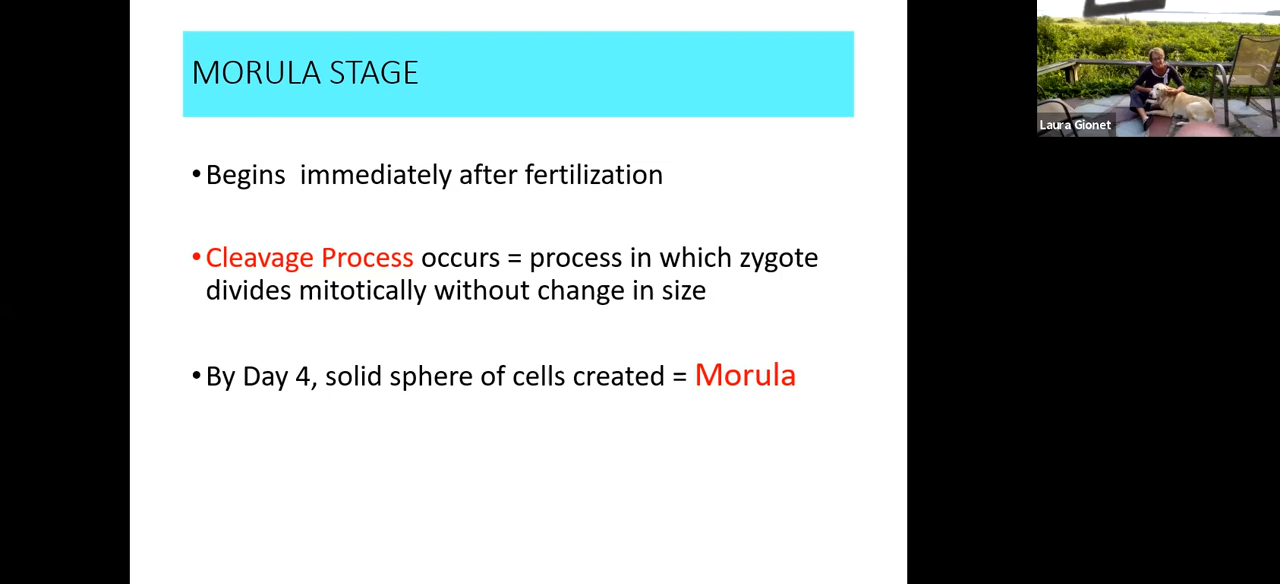 MORULA STAGE
•Begins  immediately after fertilization
•Cleavage Process occurs = process in which zygote
divides mitotically without change in size
•By Day 4, solid sphere of cells created = Morula
Laura Gionet